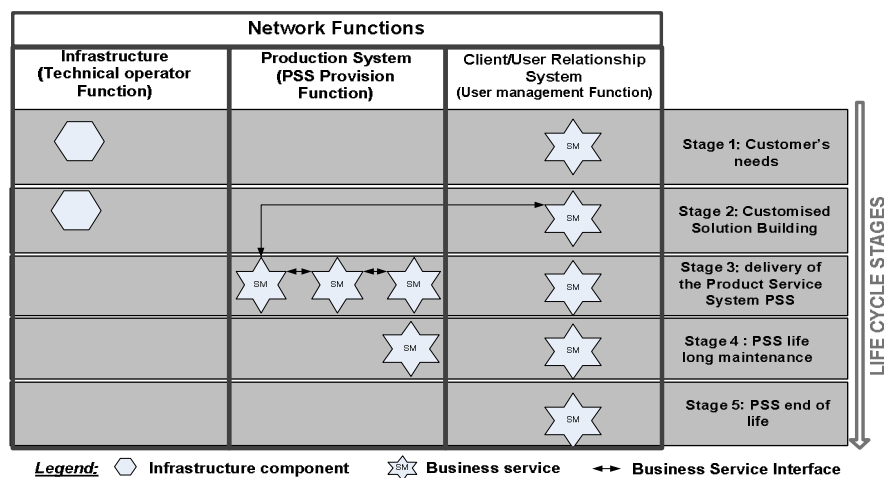 Network Functions
Infrastructure
(Technical operator
Function)
Production System
(PSS Provision
Function)
Client/User Relationship
System
(User management Function)
SM
Stage 1: Customer's
needs
SM
Stage 2: Customised
Solution Building
SM
SM
SM
SM
Stage 3: delivery of
the Product Service
System PSS
SM
SM
Stage 4 : PSS life
long maintenance
SM
Stage 5: PSS end of
life
LIFE CYCLE STAGES
Legend:
Infrastructure component
SM
Business service
Business Service Interface